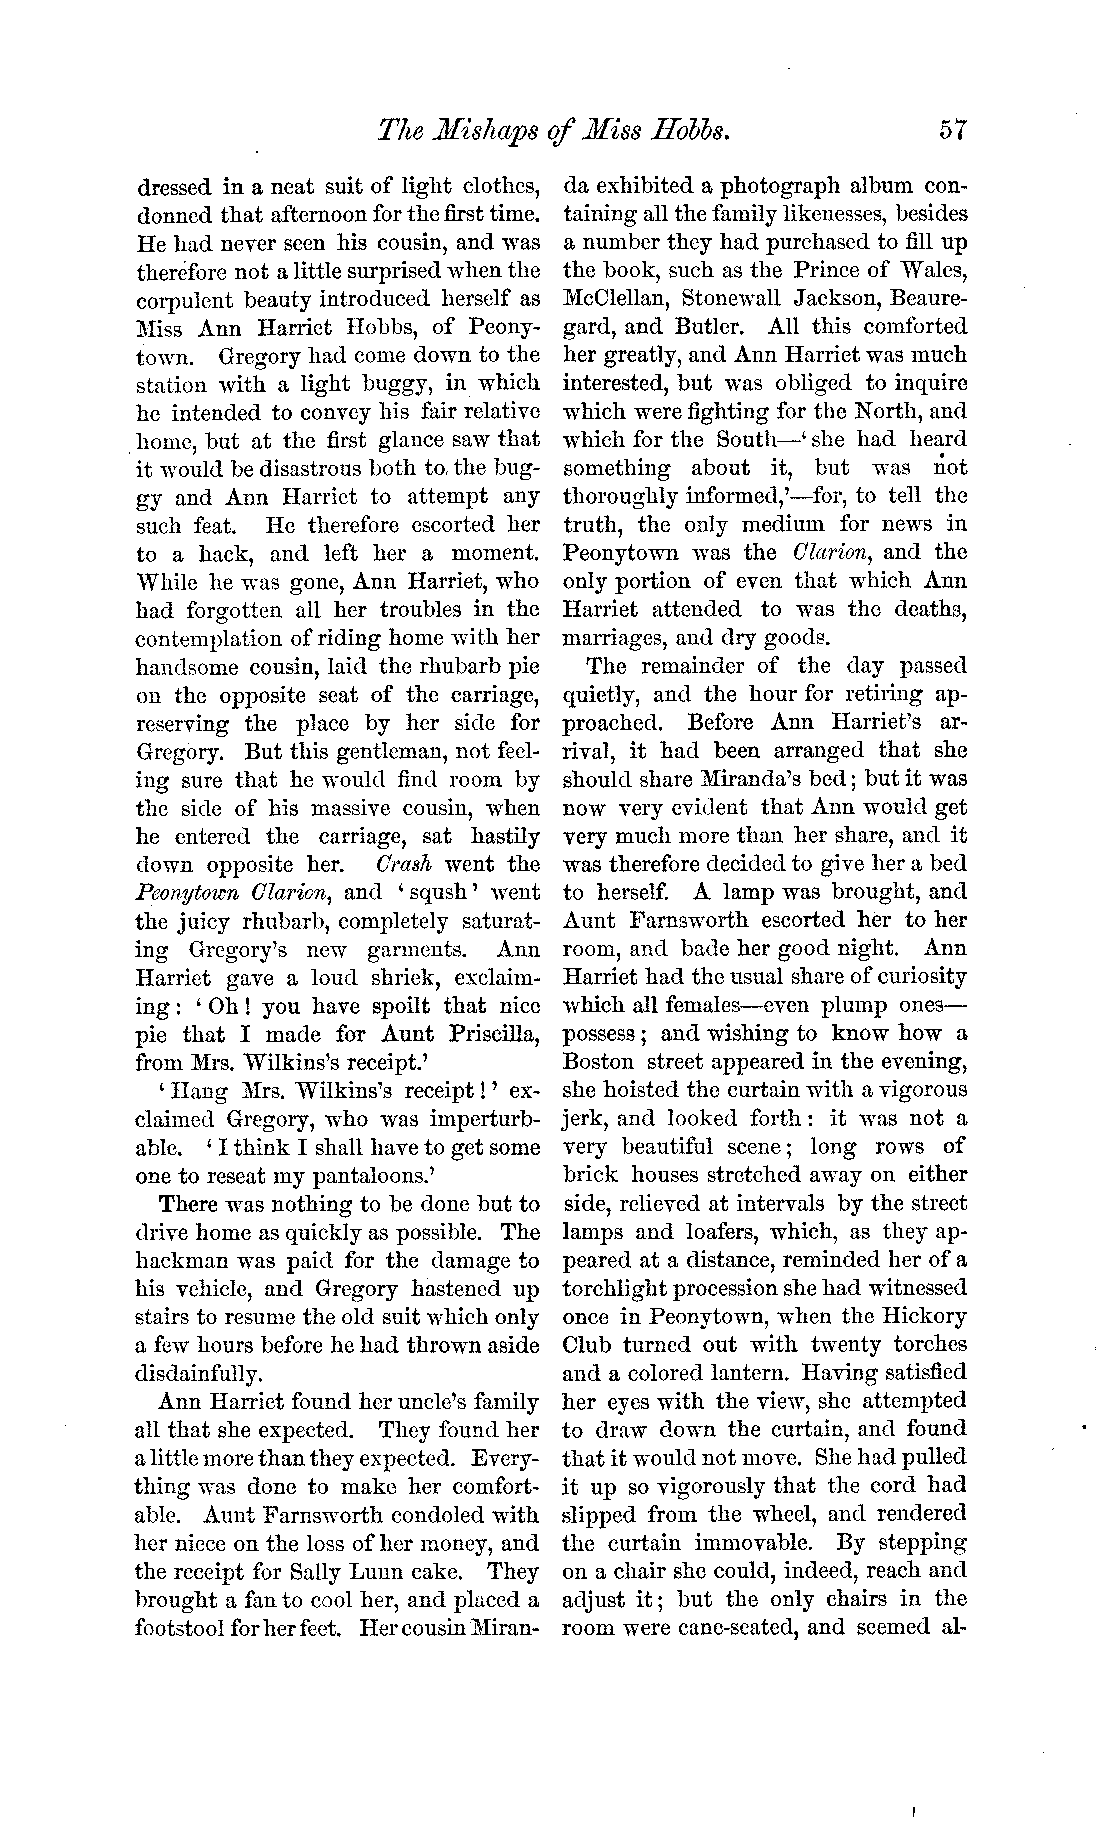 The Mishaps of Miss Hobbs. 57
dressed in a neat suit of light clothes,
donned that afternoon for the first time.
He had never seen his cousin, and was
therefore not a little surprised when the
corpulent beauty introduced herself as
Miss Ann Harriet Hobbs, of Peony-
town. Gregory had come down to the
station with a light buggy, in which
he intended to convey his fair relative
home, but at the first glance saw that
it would be disastrous both to the bug-
gy and Ann Harriet to attempt any
such feat. He therefore escorted her
to a hack, and left her a moment.
While he was gone, Ann Harriet, who
had forgotten all her troubles in the
contemplation of riding home with her
handsome cousin, laid the rhubarb pie
on the opposite seat of the carriage,
reserving the place by her side for
Gregory. But this gentleman, not feel-
ing sure that he would find room by
the side of his massive cousin, when
he entered the carriage, sat hastily
down opposite her. Crash went the
Peonytown Clarion, and ‘sqush’ went
the juicy rhubarb, completely saturat-
ing Gregory's new garments. Ann
Harriet gave a loud shriek, exclaim-
ing: ‘Oh! you have spoilt that nice
pie that I made for Aunt Priscilla,
from Mrs. Wilkins's receipt.’
‘Hang Mrs. Wilkins's receipt!’ ex-
claimed Gregory, who was imperturb-
able. ‘I think I shall have to get some
one to reseat my pantaloons.’
There was nothing to be done but to
drive home as quickly as possible. The
hackman was paid for the damage to
his vehicle, and Gregory hastened up
stairs to resume the old suit which only
a few hours before he had thrown aside
disdainfully.
Ann Harriet found her uncle's family
all that she expected. They found her
a little more than they expected. Every-
thing was done to make her comfort-
able. Aunt Farnsworth condoled with
her niece on the loss of her money, and
the receipt for Sally Lunn cake. They
brought a fan to cool her, and placed a
footstool for her feet. Her cousin Miran-
da exhibited a photograph album con-
taining all the family likenesses, besides
a number they had purchased to fill up
the book, such as the Prince of Wales,
McClellan, Stonewall Jackson, Beaure-
gard, and Butler. All this comforted
her greatly, and Ann Harriet was much
interested, but was obliged to inquire
which were fighting for the North, and
which for the South—‘she had heard
something about it, but was not
thoroughly informed,’—for, to tell the
truth, the only medium for news in
Peonytown was the Clarion, and the
only portion of even that which Ann
Harriet attended to was the deaths,
marriages, and dry goods.
The remainder of the day passed
quietly, and the hour for retiring ap-
proached. Before Ann Harriet's ar-
rival, it had been arranged that she
should share Miranda's bed; but it was
now very evident that Ann would get
very much more than her share, and it
was therefore decided to give her a bed
to herself. A lamp was brought, and
Aunt Farnsworth escorted her to her
room, and bade her good night. Ann
Harriet had the usual share of curiosity
which all females—even plump ones—
possess; and wishing to know how a
Boston street appeared in the evening,
she hoisted the curtain with a vigorous
jerk, and looked forth: it was not a
very beautiful scene; long rows of
brick houses stretched away on either
side, relieved at intervals by the street
lamps and loafers, which, as they ap-
peared at a distance, reminded her of a
torchlight procession she had witnessed
once in Peonytown, when the Hickory
Club turned out with twenty torches
and a colored lantern. Having satisfied
her eyes with the view, she attempted
to draw down the curtain, and found
that it would not move. She had pulled
it up so vigorously that the cord had
slipped from the wheel, and rendered
the curtain immovable. By stepping
on a chair she could, indeed, reach and
adjust it; but the only chairs in the
room were cane-seated, and seemed al-